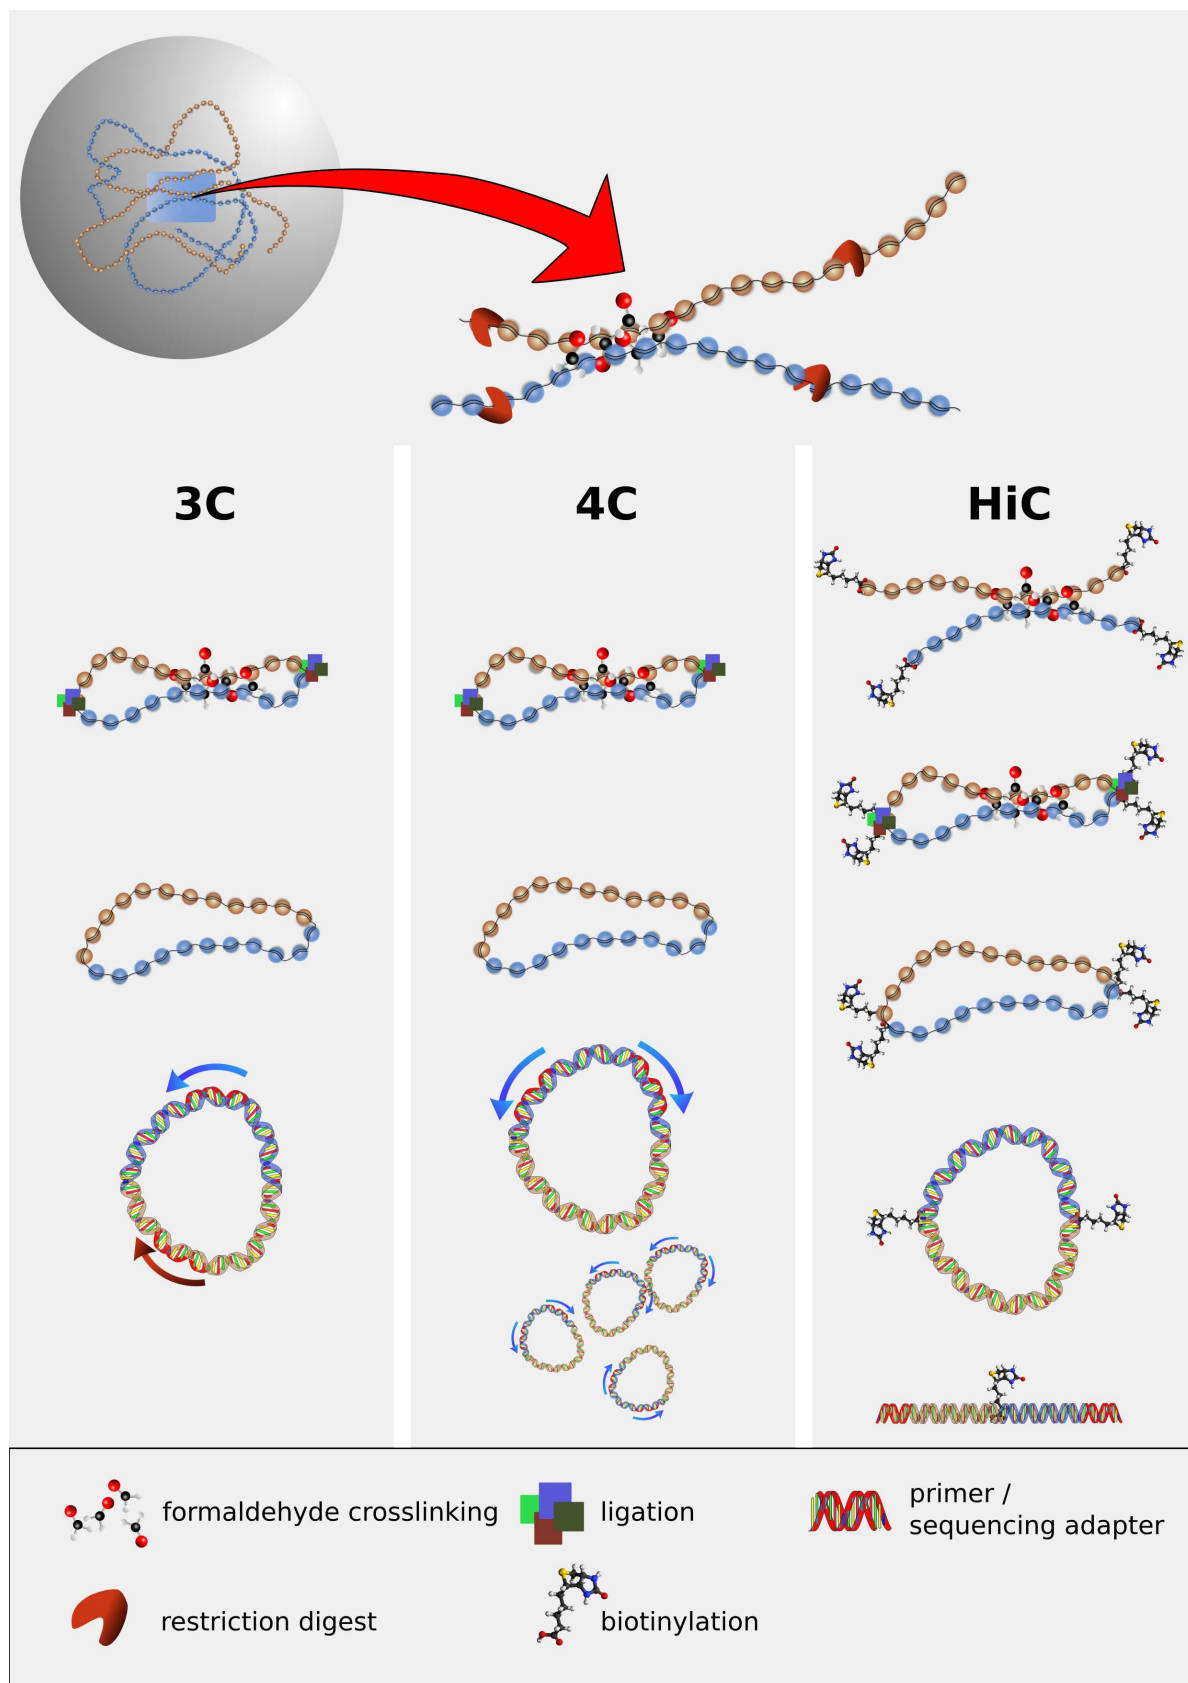 3C
4C
HiC
formaldehyde crosslinking
ligation
primer /
sequencing adapter
restriction digest
biotinylation